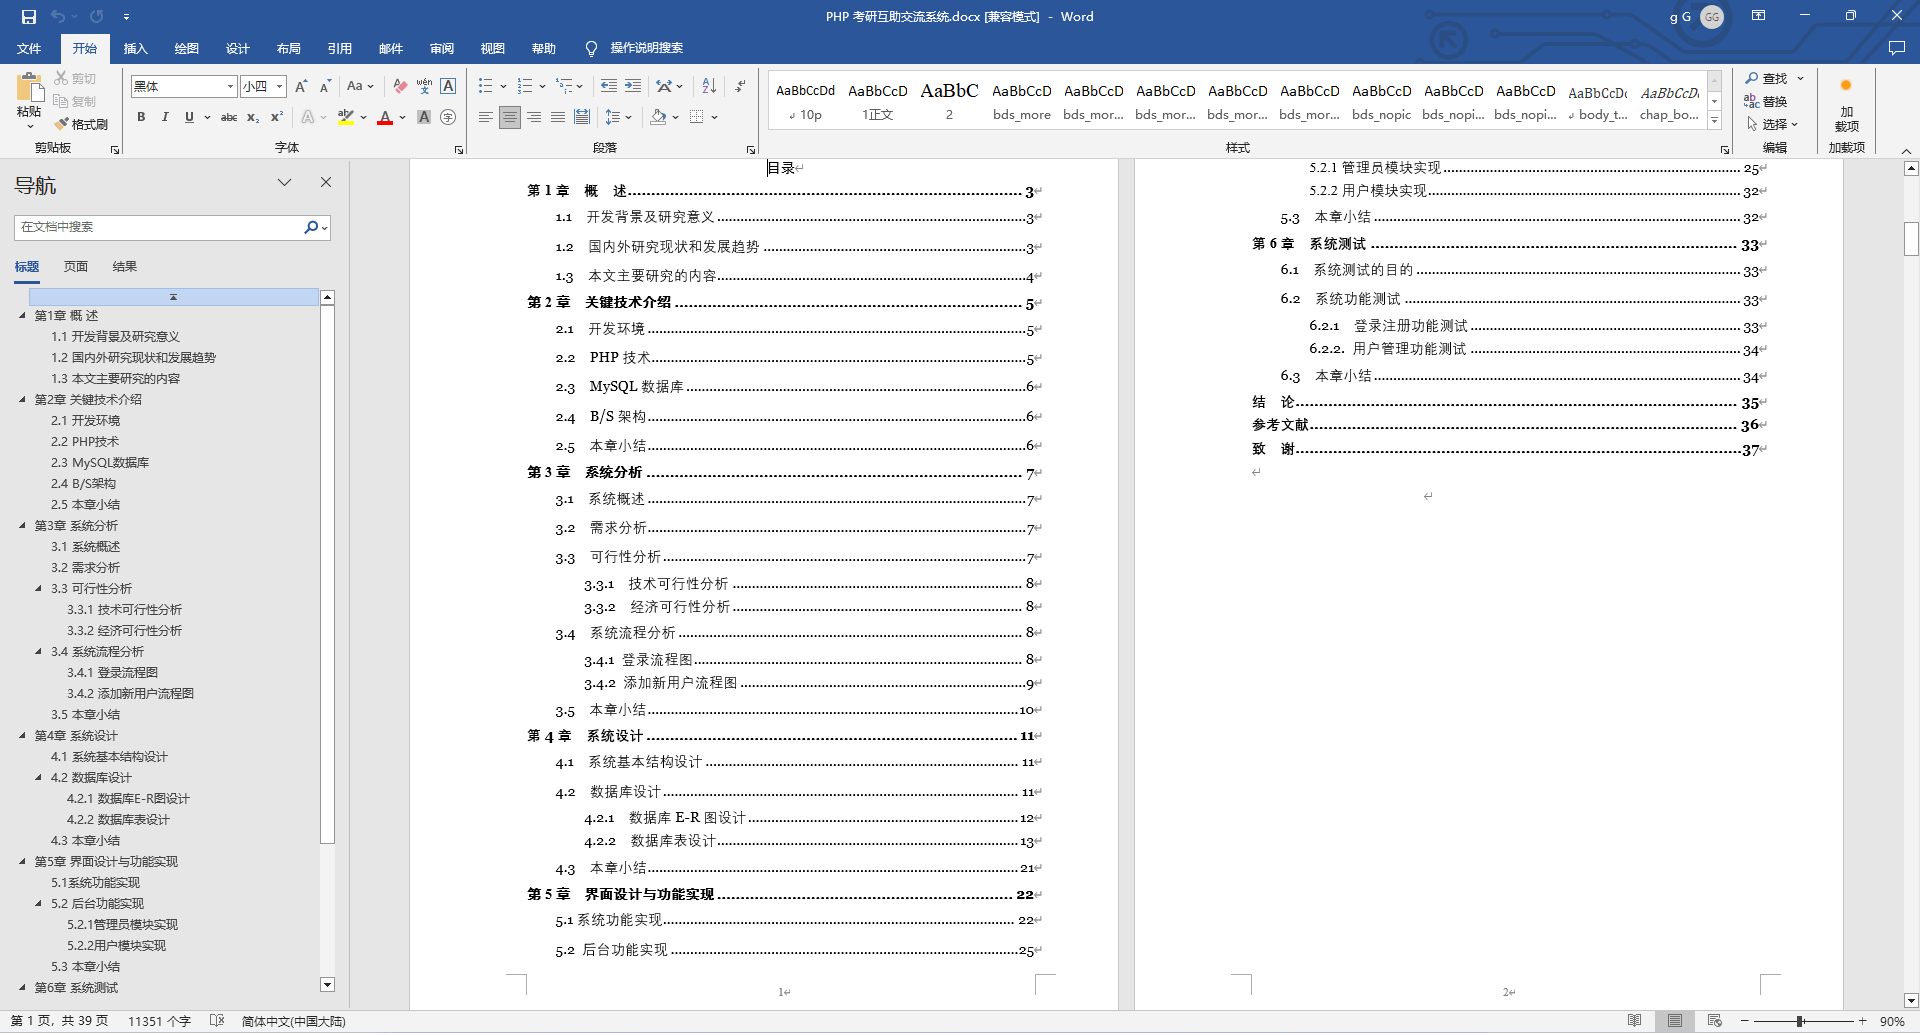 PHP 考研互助交流系统.docx [兼容模式] - Word
g G
GG
文件 开始 插入 绘图 设计 布局 引用 邮件 审阅 视图 帮助 操作说明搜索
粘贴
剪切
复制
格式刷
剪贴板
黑体 小四
字体
段落
AaBbCcDd 10p
AaBbCcD 1正文
AaBbC 2
AaBbCcD bds_more
AaBbCcD bds_mor...
AaBbCcD bds_mor...
AaBbCcD bds_mor...
AaBbCcD bds_mor...
AaBbCcD bds_nopic
AaBbCcD bds_nopi...
AaBbCcD bds_nopi...
AaBbCcDc body_t...
AaBbCcDc chap_bo...
样式
查找
替换
选择
编辑
加载项
加载项
导航
在文档中搜索
标题 页面 结果
第1章 概 述
1.1 开发背景及研究意义
1.2 国内外研究现状和发展趋势
1.3 本文主要研究的内容
第2章 关键技术介绍
2.1 开发环境
2.2 PHP技术
2.3 MySQL数据库
2.4 B/S架构
2.5 本章小结
第3章 系统分析
3.1 系统概述
3.2 需求分析
3.3 可行性分析
3.3.1 技术可行性分析
3.3.2 经济可行性分析
3.4 系统流程分析
3.4.1 登录流程图
3.4.2 添加新用户流程图
3.5 本章小结
第4章 系统设计
4.1 系统基本结构设计
4.2 数据库设计
4.2.1 数据库E-R图设计
4.2.2 数据库表设计
4.3 本章小结
第5章 界面设计与功能实现
5.1系统功能实现
5.2 后台功能实现
5.2.1管理员模块实现
5.2.2用户模块实现
5.3 本章小结
第6章 系统测试
目录
第 1 章 概 述 3
1.1 开发背景及研究意义 3
1.2 国内外研究现状和发展趋势 3
1.3 本文主要研究的内容 4
第 2 章 关键技术介绍 5
2.1 开发环境 5
2.2 PHP 技术 5
2.3 MySQL 数据库 6
2.4 B/S 架构 6
2.5 本章小结 6
第 3 章 系统分析 7
3.1 系统概述 7
3.2 需求分析 7
3.3 可行性分析 7
3.3.1 技术可行性分析 8
3.3.2 经济可行性分析 8
3.4 系统流程分析 8
3.4.1 登录流程图 8
3.4.2 添加新用户流程图 9
3.5 本章小结 10
第 4 章 系统设计 11
4.1 系统基本结构设计 11
4.2 数据库设计 11
4.2.1 数据库 E-R 图设计 12
4.2.2 数据库表设计 13
4.3 本章小结 21
第 5 章 界面设计与功能实现 22
5.1 系统功能实现 22
5.2 后台功能实现 25
1
5.2.1 管理员模块实现 25
5.2.2 用户模块实现 32
5.3 本章小结 32
第 6 章 系统测试 33
6.1 系统测试的目的 33
6.2 系统功能测试 33
6.2.1 登录注册功能测试 33
6.2.2. 用户管理功能测试 34
6.3 本章小结 34
结 论 35
参考文献 36
致 谢 37
2
第 1 页，共 39 页 11351 个字 简体中文(中国大陆)
90%